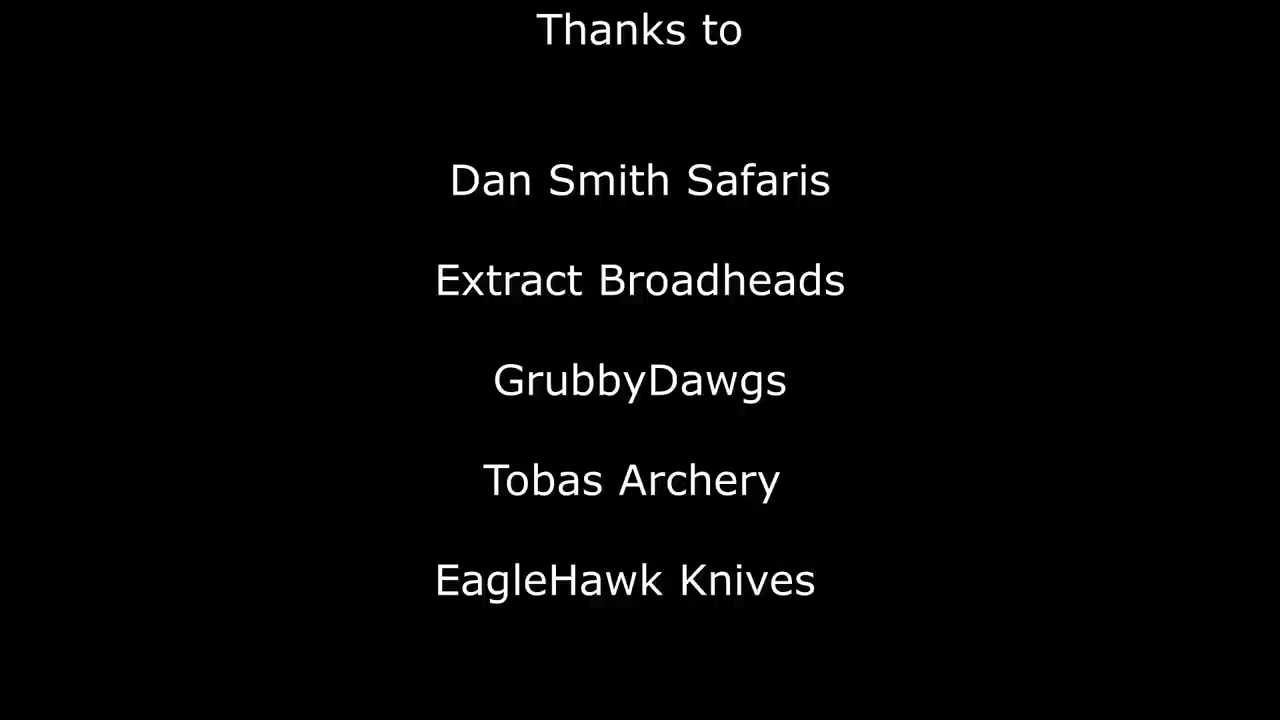 Thanks to
Dan Smith Safaris
Extract Broadheads
GrubbyDawgs
Tobas Archery
EagleHawk Knives